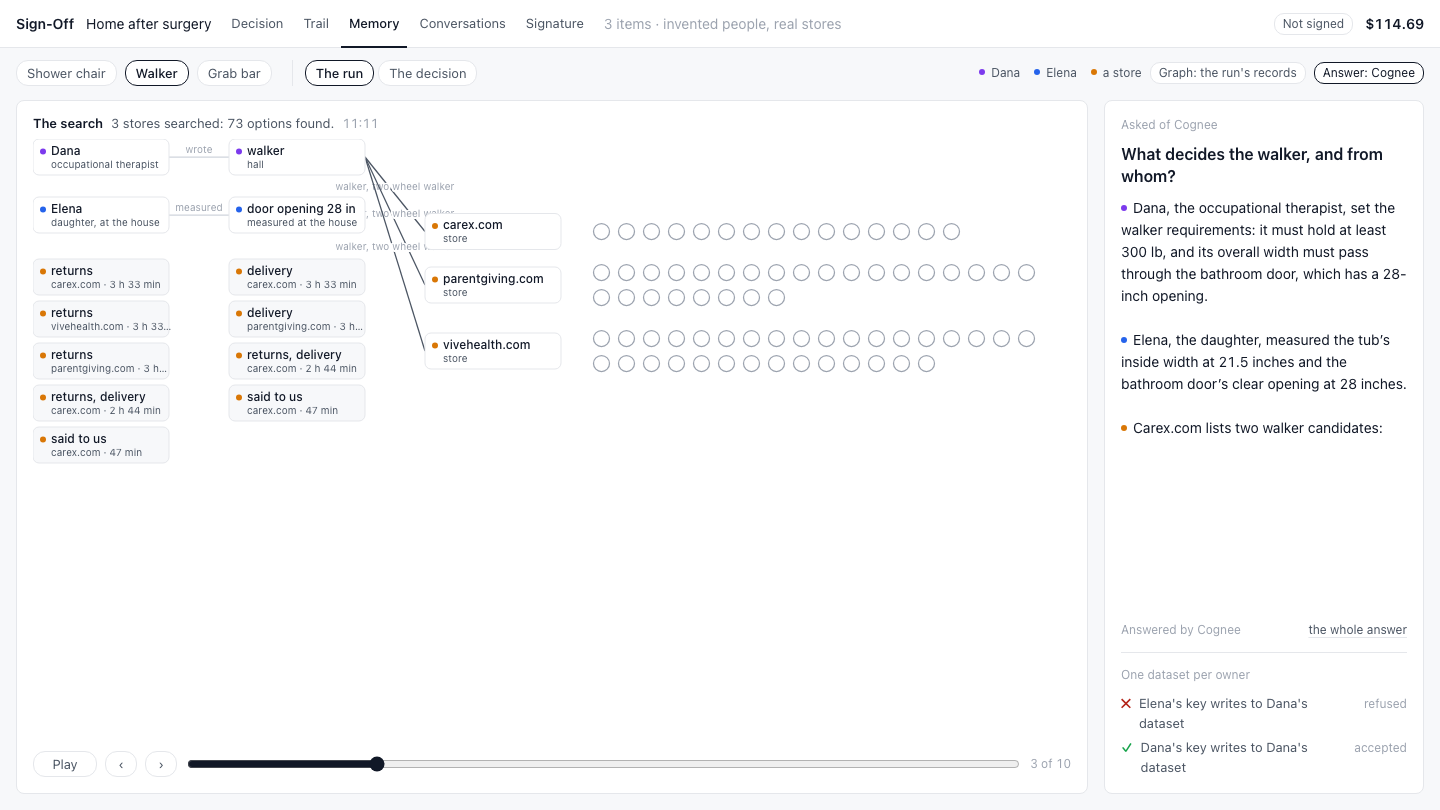 Sign-Off Home after surgery Decision Trail Memory Conversations Signature 3 items · invented people, real stores Not signed $114.69
Shower chair Walker Grab bar The run The decision Dana Elena a store Graph: the run's records Answer: Cognee
The search 3 stores searched: 73 options found. 11:11
Dana
occupational therapist
wrote
walker
hall
walker, two wheel walker
Elena
daughter, at the house
measured
door opening 28 in
measured at the house
two wheel walker
walker, two wheel
carex.com
store
parentgiving.com
store
vivehealth.com
store
returns
carex.com · 3 h 33 min
delivery
carex.com · 3 h 33 min
returns
vivehealth.com · 3 h 33...
delivery
parentgiving.com · 3 h...
returns
parentgiving.com · 3 h...
returns, delivery
carex.com · 2 h 44 min
returns, delivery
carex.com · 2 h 44 min
said to us
carex.com · 47 min
said to us
carex.com · 47 min
Play ‹ › 3 of 10
Asked of Cognee
What decides the walker, and from
whom?
Dana, the occupational therapist, set the
walker requirements: it must hold at least
300 lb, and its overall width must pass
through the bathroom door, which has a 28-
inch opening.
Elena, the daughter, measured the tub's
inside width at 21.5 inches and the
bathroom door's clear opening at 28 inches.
Carex.com lists two walker candidates:
Answered by Cognee the whole answer
One dataset per owner
Elena's key writes to Dana's refused
dataset
Dana's key writes to Dana's accepted
dataset